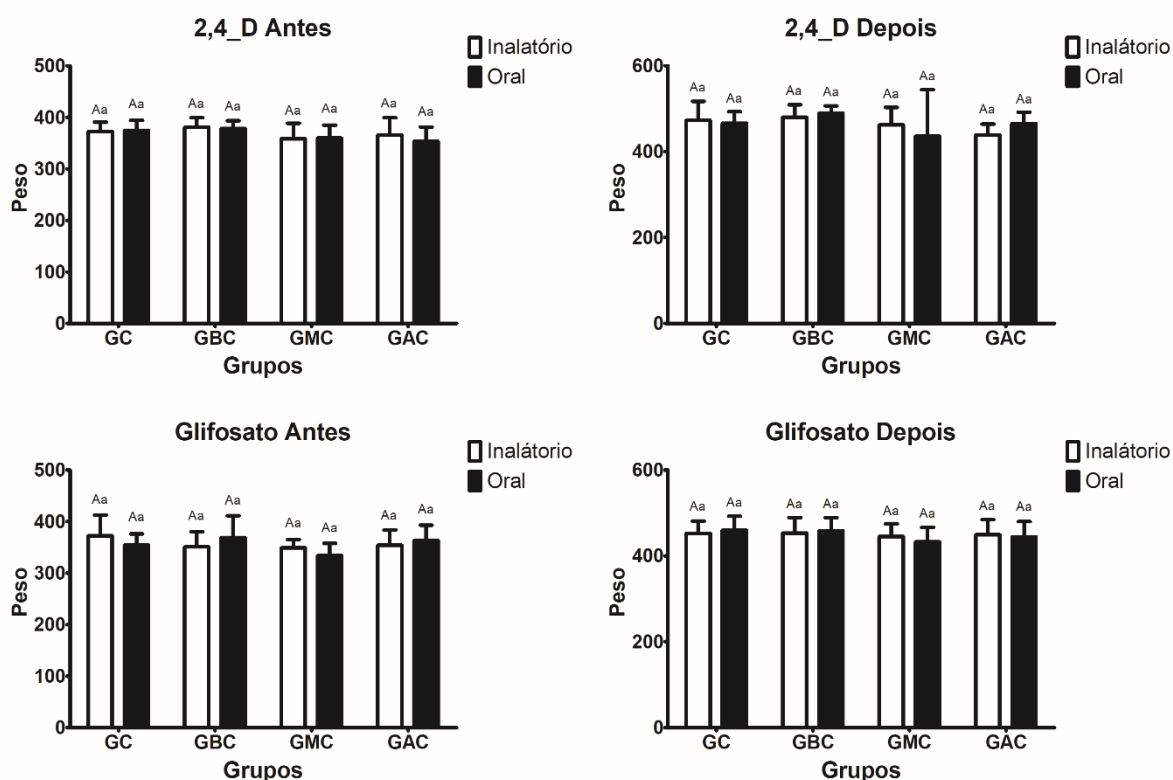 2,4_D Antes
Inalatório
Oral
500
400
300
200
100
0
Peso
Aa Aa Aa Aa Aa Aa Aa Aa
GC GBC GMC GAC
Grupos
2,4_D Depois
Inalátorio
Oral
600
400
200
0
Peso
Aa Aa Aa Aa Aa Aa Aa Aa
GC GBC GMC GAC
Grupos
Glifosato Antes
Inalátorio
Oral
500
400
300
200
100
0
Peso
Aa Aa Aa Aa Aa Aa Aa Aa
GC GBC GMC GAC
Grupos
Glifosato Depois
Inalátorio
Oral
600
400
200
0
Peso
Aa Aa Aa Aa Aa Aa Aa Aa
GC GBC GMC GAC
Grupos